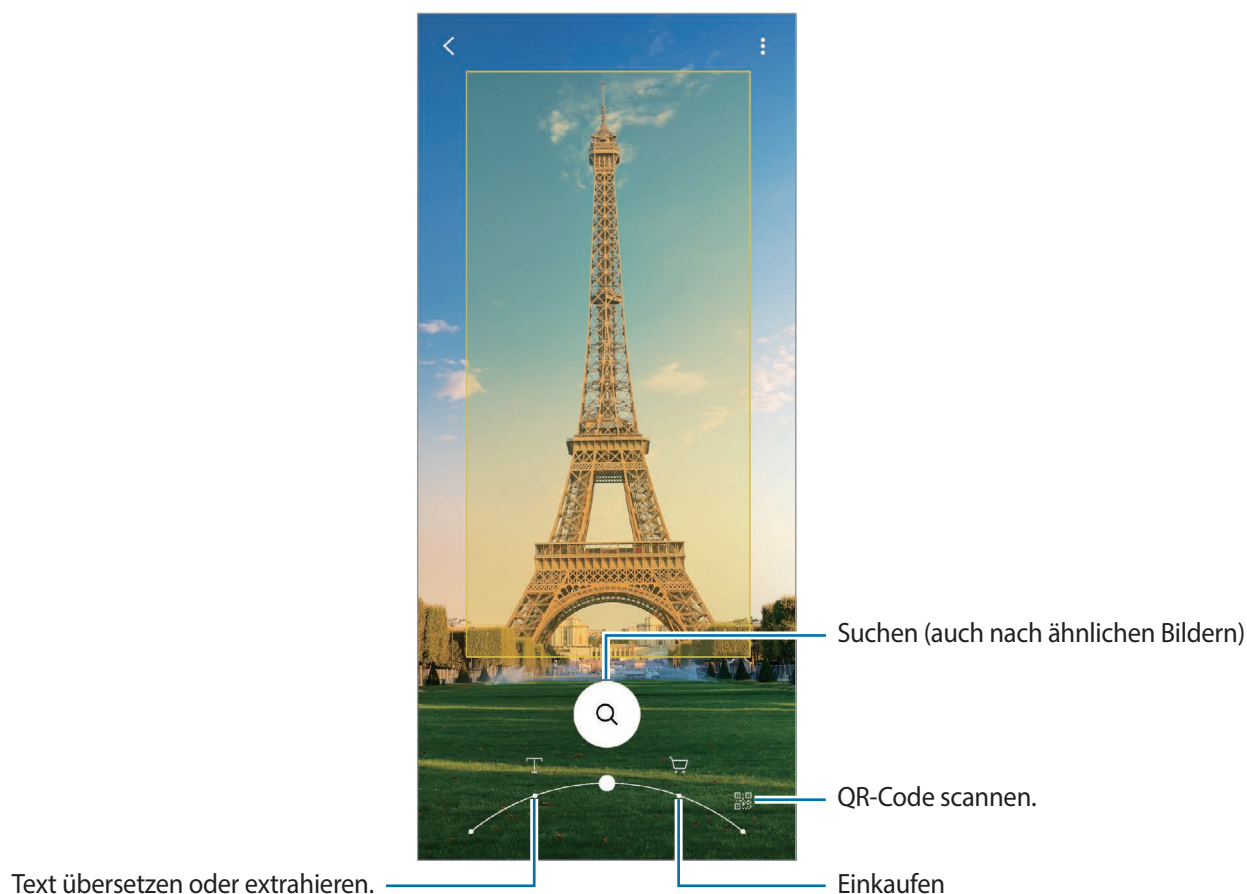 Suchen (auch nach ähnlichen Bildern)
QR-Code scannen.
Text übersetzen oder extrahieren.
Einkaufen